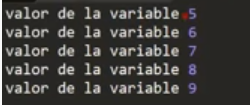 valor de la variable 5
valor de la variable 6
valor de la variable 7
valor de la variable 8
valor de la variable 9